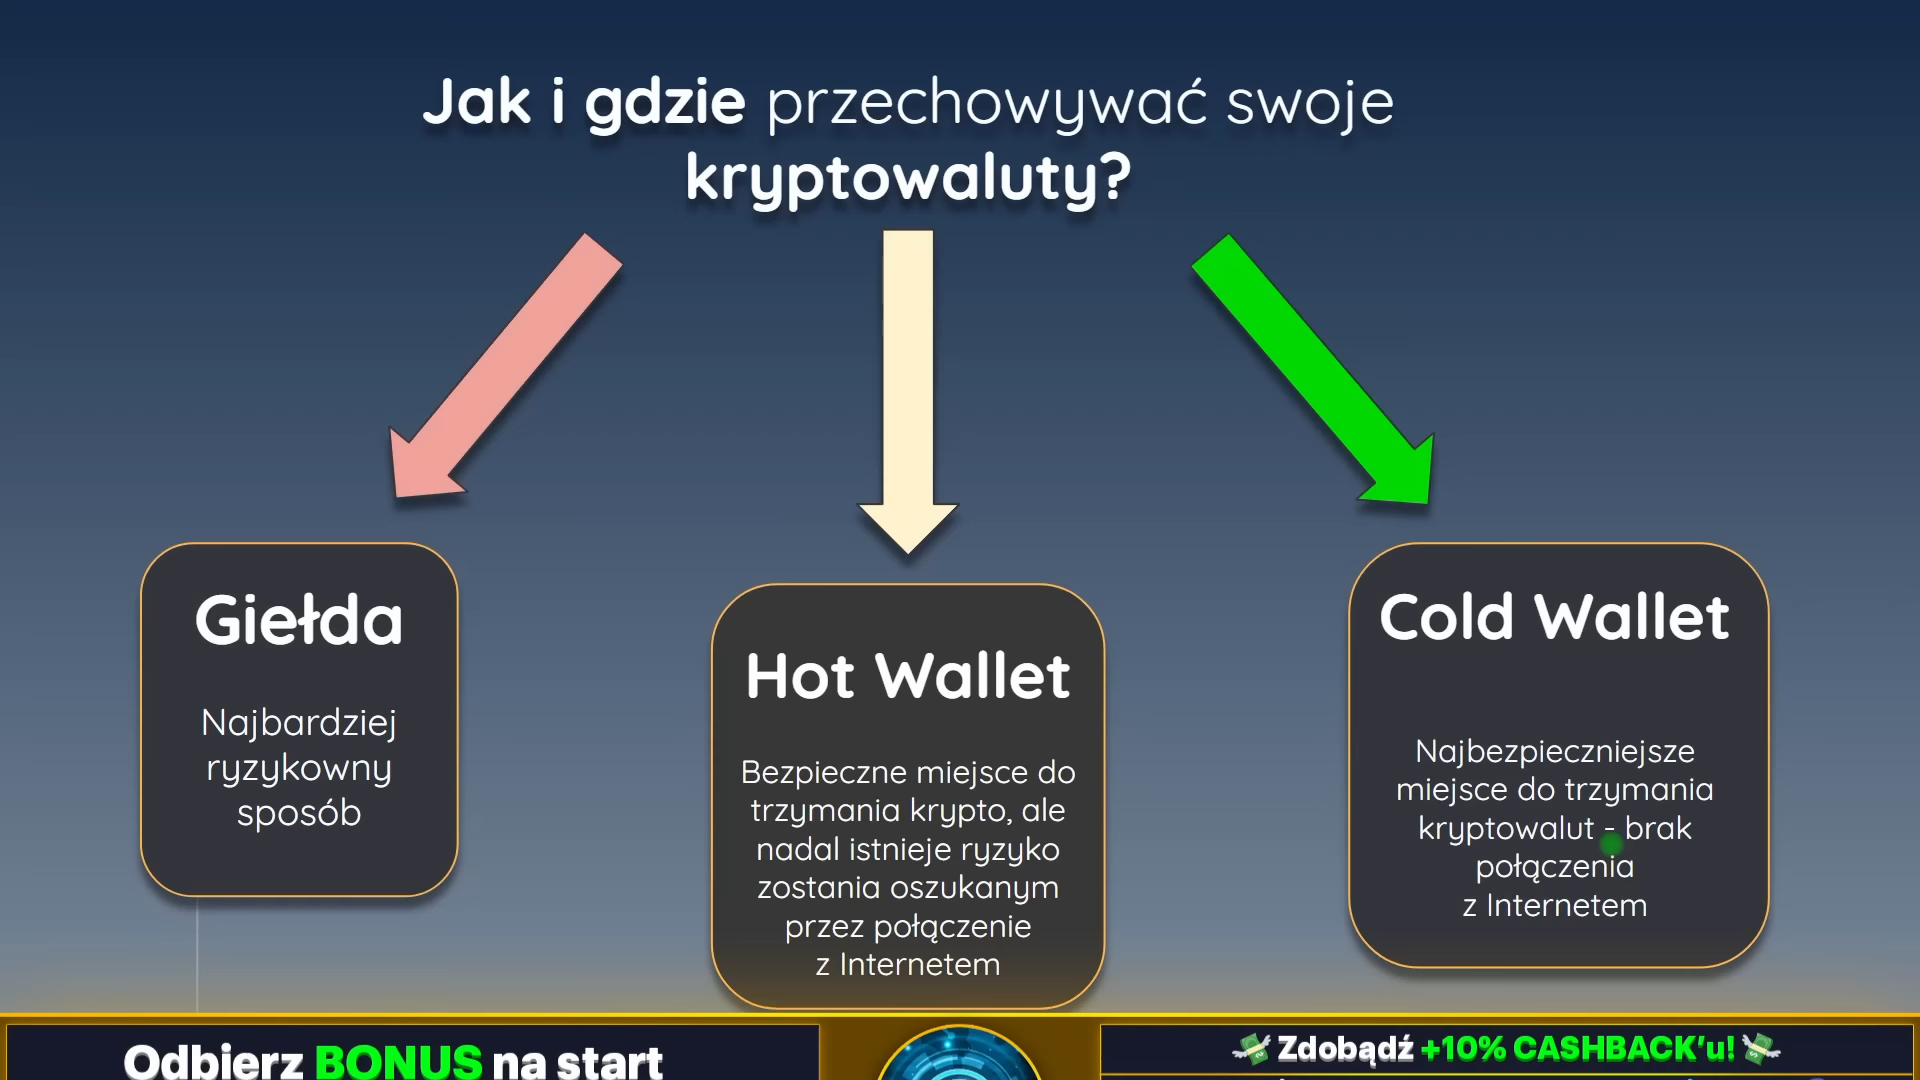 Jak i gdzie przechowywać swoje
kryptowaluty?
Giełda
Najbardziej
ryzykowny
sposób
Hot Wallet
Bezpieczne miejsce do
trzymania krypto, ale
nadal istnieje ryzyko
zostania oszukanym
przez połączenie
z Internetem
Cold Wallet
Najbezpieczniejsze
miejsce do trzymania
kryptowalut - brak
połączenia
z Internetem
Odbierz BONUS na start
Zdobądź +10% CASHBACK'u!